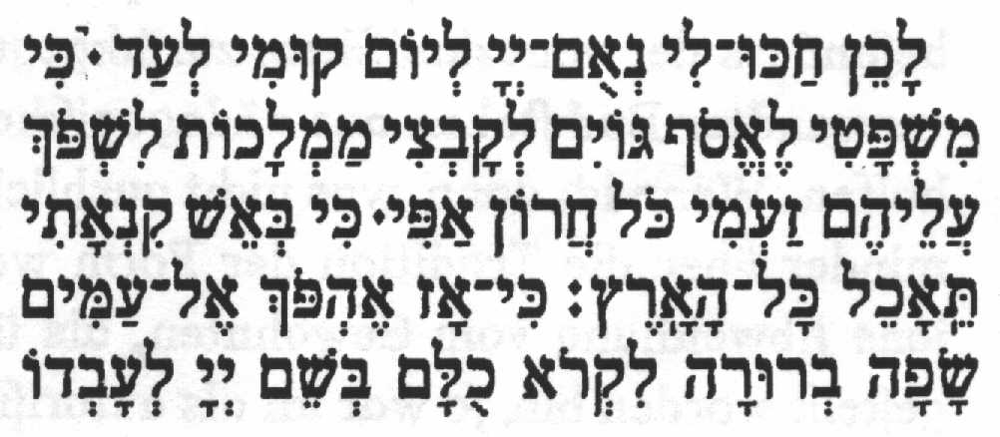 לָכֵן חַכּוּ־לִי נְאֻם־יְיָ לְיוֹם קוּמִי לְעַד · כִּי
מִשְׁפָּטִי לֶאֱסֹף גּוֹיִם לְקָבְצִי מַמְלָכוֹת לִשְׁפֹּךְ
עֲלֵיהֶם זַעְמִי כֹּל חֲרוֹן אַפִּי· כִּי בְּאֵשׁ קִנְאָתִי
תֵּאָכֵל כָּל־הָאָרֶץ: כִּי־אָז אֶהְפֹּךְ אֶל־עַמִּים
שָׂפָה בְרוּרָה לִקְרֹא כֻלָּם בְּשֵׁם יְיָ לְעָבְדוֹ